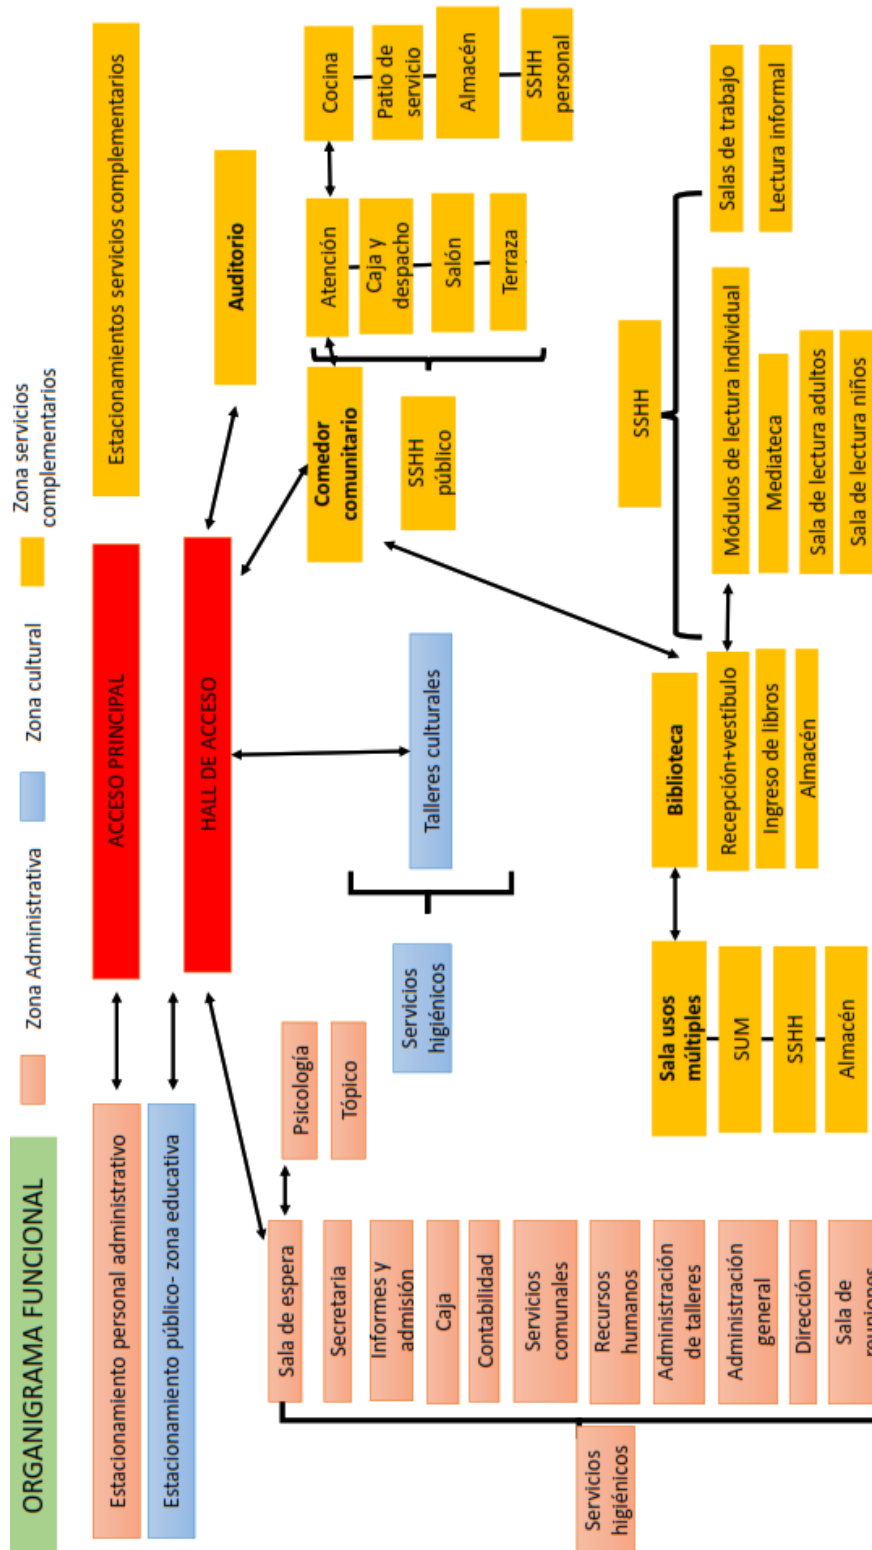 ORGANIGRAMA FUNCIONAL
Zona Administrativa
Zona cultural
Zona servicios
complementarios
Estacionamiento personal administrativo
ACCESO PRINCIPAL
Estacionamientos servicios complementarios
Estacionamiento público- zona educativa
HALL DE ACCESO
Auditorio
Sala de espera
Psicología
Tópico
Secretaria
Informes y
admisión
Caja
Contabilidad
Servicios
comunales
Recursos
humanos
Administración
de talleres
Administración
general
Dirección
Sala de
reuniones
Servicios
higiénicos
Servicios
higiénicos
Talleres culturales
Comedor
comunitario
SSHH
público
Atención
Caja y
despacho
Salón
Terraza
Cocina
Patio de
servicio
Almacén
SSHH
personal
Sala usos
múltiples
SUM
SSHH
Almacén
Biblioteca
Recepción+vestíbulo
Ingreso de libros
Almacén
SSHH
Módulos de lectura individual
Mediateca
Sala de lectura adultos
Sala de lectura niños
Salas de trabajo
Lectura informal